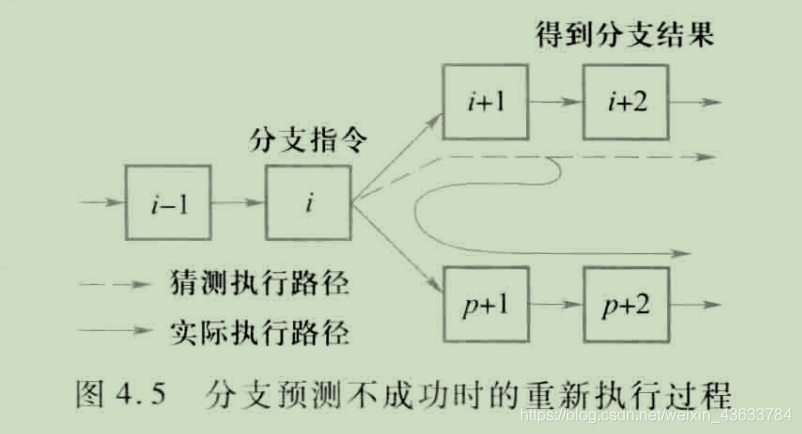 得到分支结果
i+1
i+2
分支指令
i−1
i
猜测执行路径
p+1
p+2
实际执行路径
图 4.5 分支预测不成功时的重新执行过程
https://blog.csdn.net/weixin_43633784